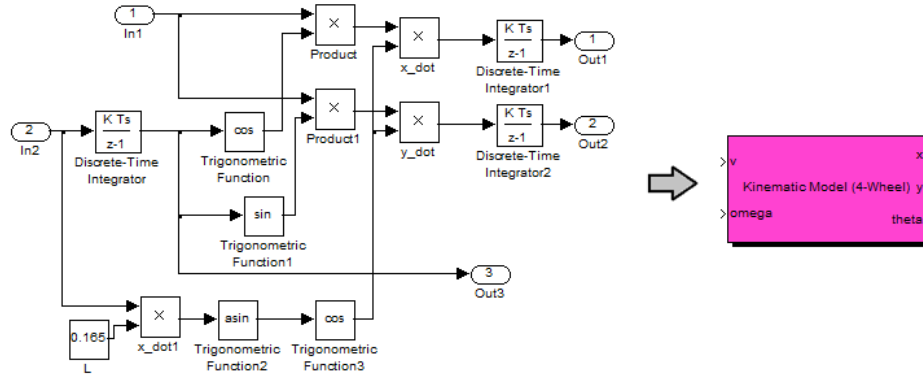 1
In1
×
Product
×
x_dot
K Ts
z-1
Discrete-Time
Integrator1
1
Out1
2
In2
K Ts
z-1
Discrete-Time
Integrator
cos
Trigonometric
Function
×
Product1
×
y_dot
K Ts
z-1
Discrete-Time
Integrator2
2
Out2
sin
Trigonometric
Function1
3
Out3
0.165
L
×
x_dot1
asin
Trigonometric
Function2
cos
Trigonometric
Function3
v
omega
Kinematic Model (4-Wheel)
x
y
theta